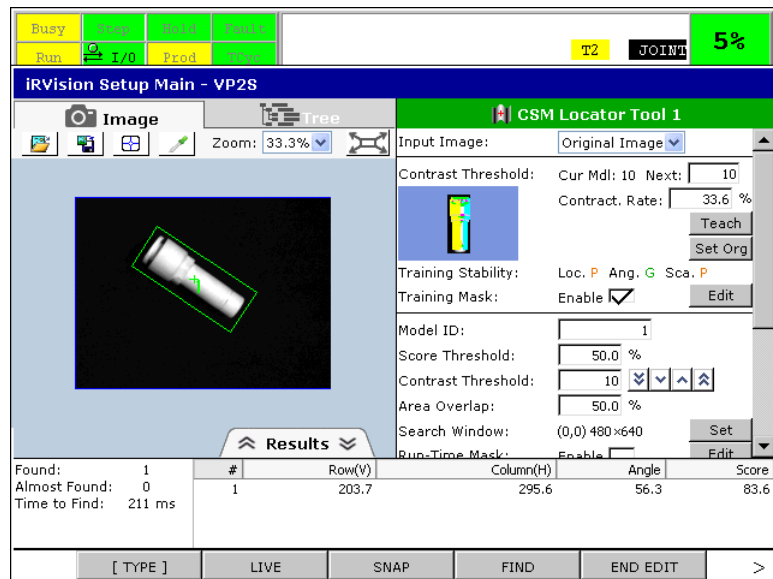 Busy Step Hold Fault
Run I/O Prod TCyc
T2 JOINT 5%
iRVision Setup Main - VP2S
Image Tree
CSM Locator Tool 1
Zoom: 33.3%
Input Image: Original Image
Contrast Threshold: Cur Mdl: 10 Next: 10
Contract. Rate: 33.6 %
Teach
Set Org
Training Stability: Loc. P Ang. G Sca. P
Training Mask: Enable Edit
Model ID: 1
Score Threshold: 50.0 %
Contrast Threshold: 10
Area Overlap: 50.0 %
Search Window: (0,0) 480×640 Set
Run-Time Mask: Enable Edit
1
Results
Found: 1
Almost Found: 0
Time to Find: 211 ms
# Row(V) Column(H) Angle Score
1 203.7 295.6 56.3 83.6
[ TYPE ] LIVE SNAP FIND END EDIT >